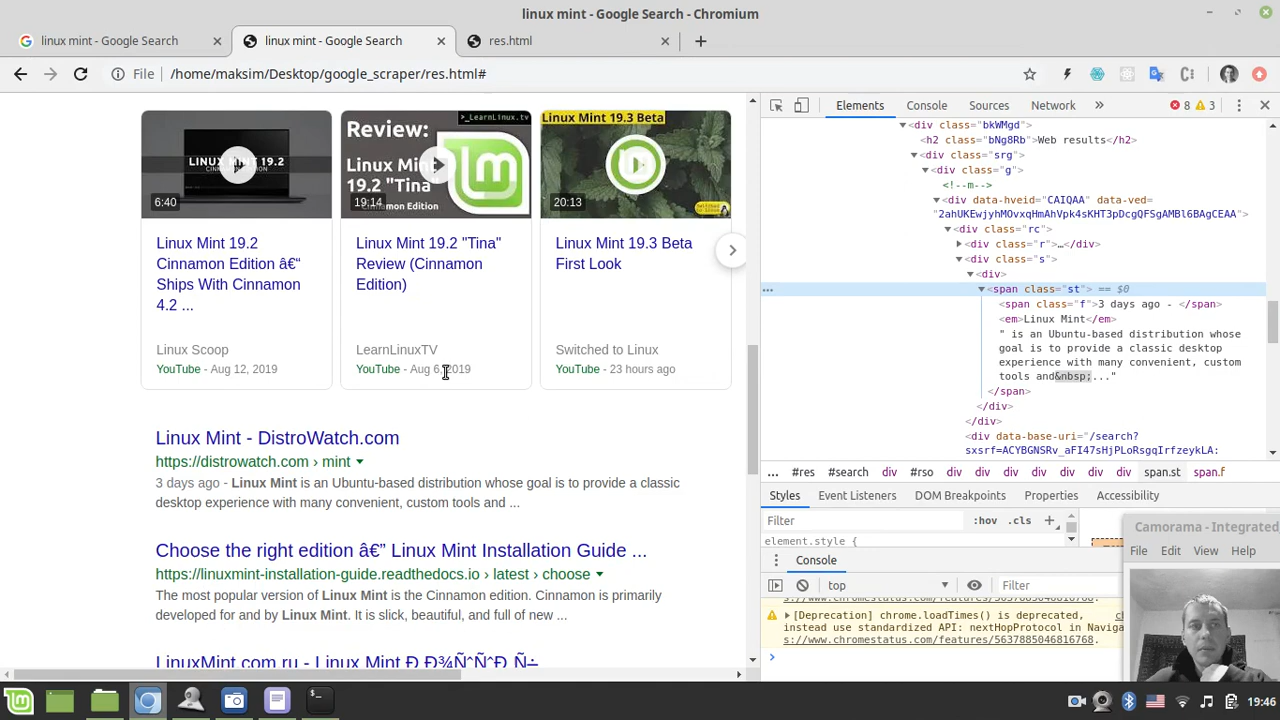 linux mint - Google Search - Chromium
linux mint - Google Search
linux mint - Google Search
res.html
File
/home/maksim/Desktop/google_scraper/res.html#
LINUX MINT 19.2
6:40
Linux Mint 19.2
Cinnamon Edition â€“
Ships With Cinnamon
4.2 ...
Linux Scoop
YouTube - Aug 12, 2019
>_LearnLinux.tv
Review:
Linux Mint
19.2 "Tina"
19:14
Linux Mint 19.2 "Tina"
Review (Cinnamon
Edition)
LearnLinuxTV
YouTube - Aug 6, 2019
Linux Mint 19.3 Beta
20:13
Linux Mint 19.3 Beta
First Look
Switched to Linux
YouTube - 23 hours ago
Linux Mint - DistroWatch.com
https://distrowatch.com › mint
3 days ago - Linux Mint is an Ubuntu-based distribution whose goal is to provide a classic
desktop experience with many convenient, custom tools and ...
Choose the right edition â€” Linux Mint Installation Guide ...
https://linuxmint-installation-guide.readthedocs.io › latest › choose
The most popular version of Linux Mint is the Cinnamon edition. Cinnamon is primarily
developed for and by Linux Mint. It is slick, beautiful, and full of new ...
LinuxMint.com.ru - Linux Mint
Elements
Console
Sources
Network
»
8
3
<div class="bkWMgd">
<h2 class="bNg8Rb">Web results</h2>
<div class="srg">
<div class="g">
<!--m-->
<div data-hveid="CAIQAA" data-ved=
"2ahUKEwjyhMOvxqHmAhVpk4sKHT3pDcgQFSgAMBl6BAgCEAA">
<div class="rc">
<div class="r">…</div>
<div class="s">
<div>
... <span class="st"> == $0
<span class="f">3 days ago - </span>
<em>Linux Mint</em>
" is an Ubuntu-based distribution whose
goal is to provide a classic desktop
experience with many convenient, custom
tools and&nbsp;..."
</span>
</div>
</div>
<div data-base-uri="/search?
sxsrf=ACYBGNSRv_aFI47sHjPLoRsgqIrfzeykLA:
... #res #search div #rso div div div div div div span.st span.f
Styles
Event Listeners
DOM Breakpoints
Properties
Accessibility
Filter
:hov .cls +
element.style {
Console
top
Filter
[Deprecation] chrome.loadTimes() is deprecated,
instead use standardized API: nextHopProtocol in Naviga
s://www.chromestatus.com/features/5637885046816768.
Camorama - Integrated
File Edit View Help
19:46